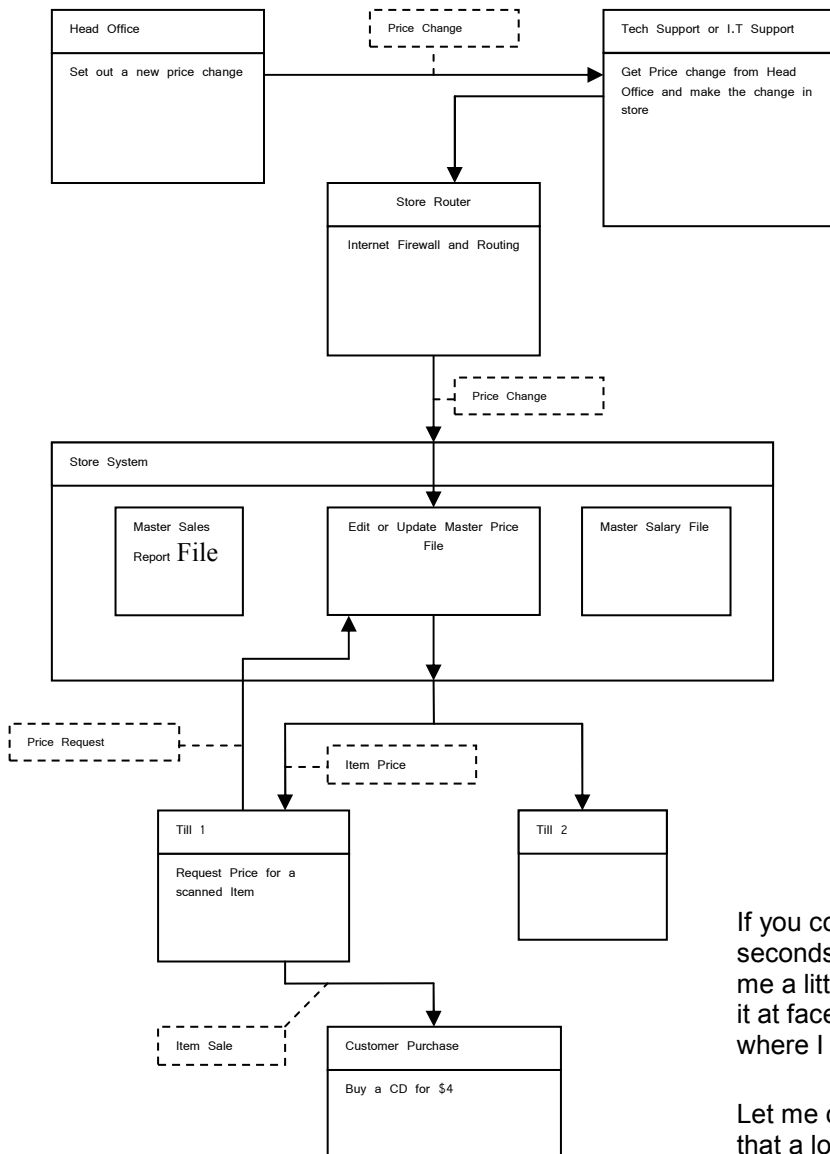 Head Office
Set out a new price change
Price Change
Tech Support or I.T Support
Get Price change from Head
Office and make the change in
store
Store Router
Internet Firewall and Routing
Price Change
Store System
Master Sales
Report File
Edit or Update Master Price
File
Master Salary File
Price Request
Item Price
Till 1
Request Price for a
scanned Item
Till 2
Item Sale
Customer Purchase
Buy a CD for $4
If you co
seconds
me a litt
it at face
where I
Let me
that a lo